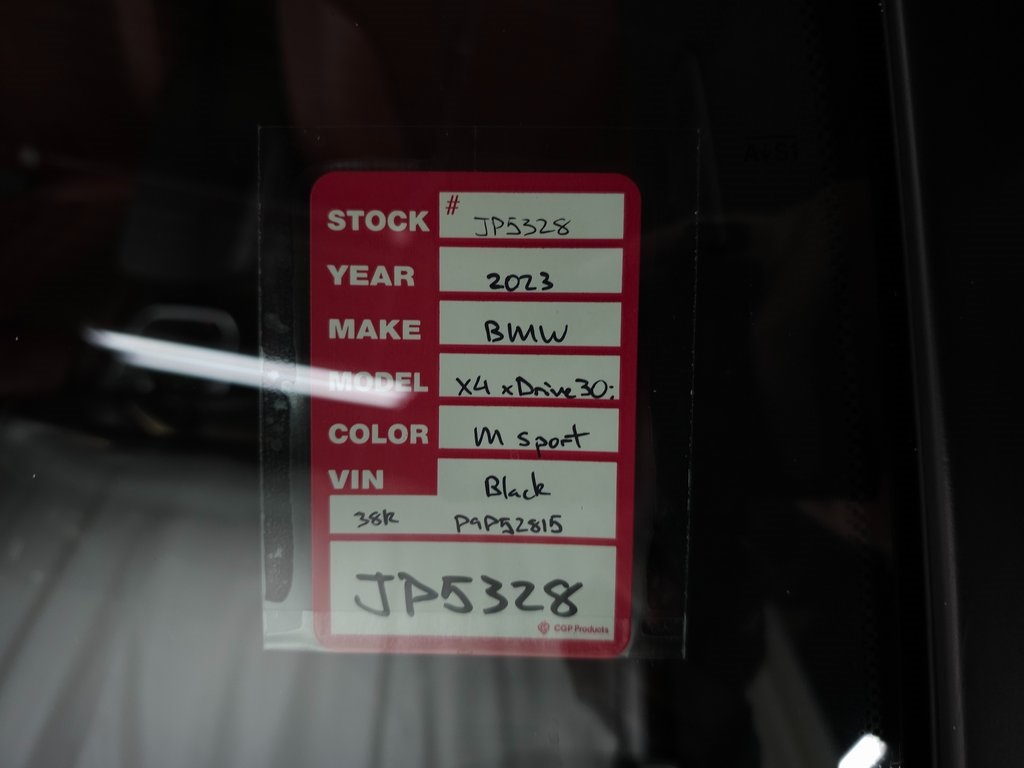 STOCK # JP5328
YEAR 2023
MAKE BMW
MODEL X4 xDrive30i
COLOR M sport
VIN Black
38K P9P52815
JP5328
CGP Products